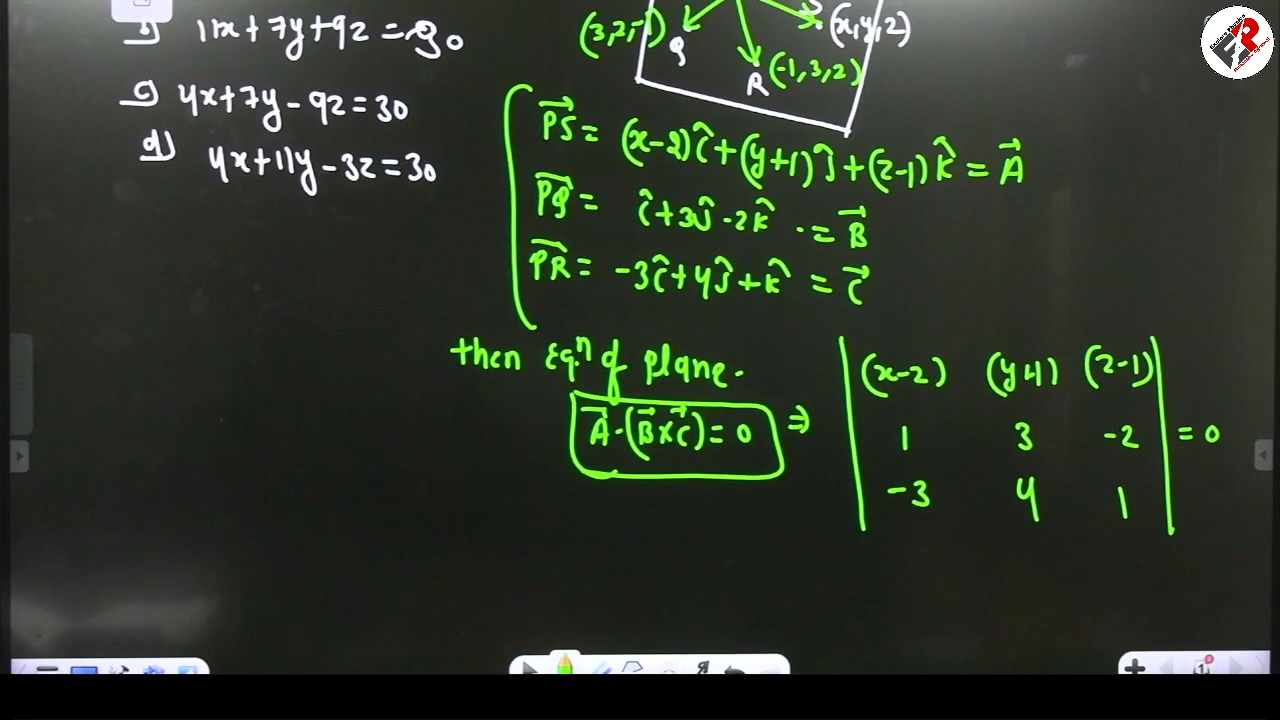 b) 11x+7y+9z = 30
c) 4x+7y-9z=30
d) 4x+11y-3z=30
(3,2,-1)
Q
(x,y,z)
R (-1,3,2)
PS⃗ = (x-2)î+(y+1)ĵ+(z-1)k̂ = A⃗
PQ⃗ = î+3ĵ-2k̂ = B⃗
PR⃗ = -3î+4ĵ+k̂ = C⃗
then Eqⁿ of plane.
A⃗·(B⃗×C⃗)=0 ⇒
(x-2) (y+1) (z-1)
1 3 -2 = 0
-3 4 1